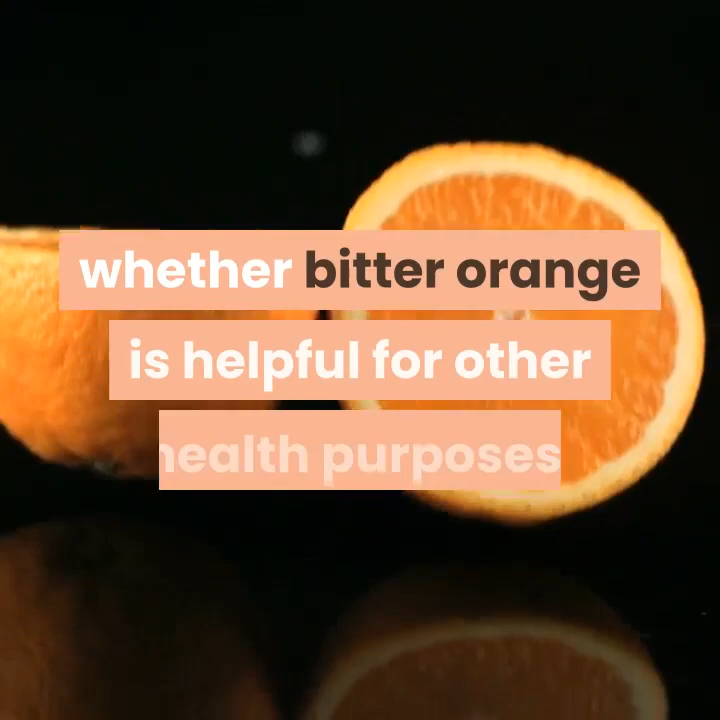 whether bitter orange
is helpful for other
health purposes